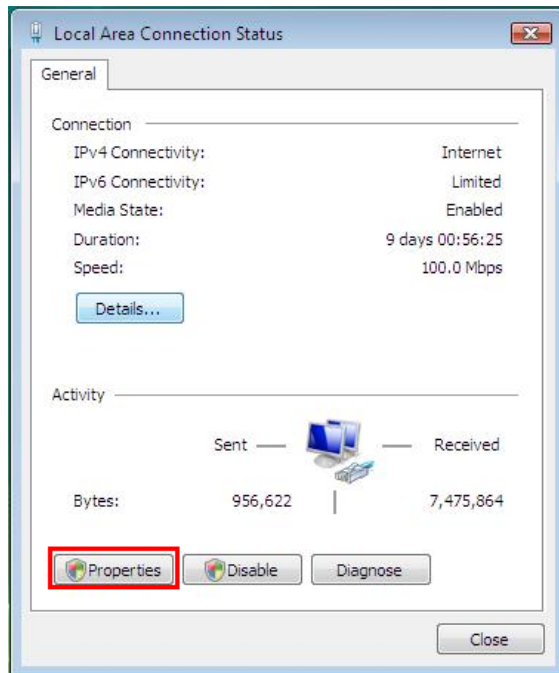 Local Area Connection Status
General
Connection
IPv4 Connectivity: Internet
IPv6 Connectivity: Limited
Media State: Enabled
Duration: 9 days 00:56:25
Speed: 100.0 Mbps
Details...
Activity
Sent Received
Bytes: 956,622 7,475,864
Properties Disable Diagnose
Close